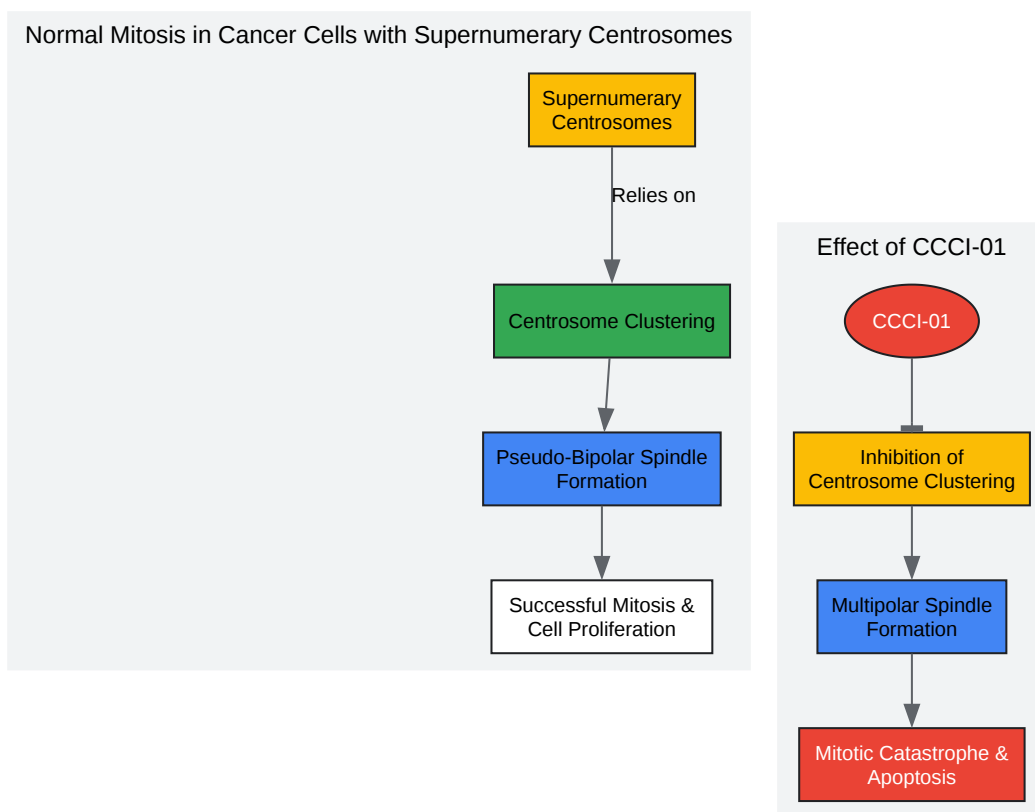 Normal Mitosis in Cancer Cells with Supernumerary Centrosomes
Supernumerary
Centrosomes
Relies on
Centrosome Clustering
Pseudo-Bipolar Spindle
Formation
Successful Mitosis &
Cell Proliferation
Effect of CCCI-01
CCCI-01
Inhibition of
Centrosome Clustering
Multipolar Spindle
Formation
Mitotic Catastrophe &
Apoptosis